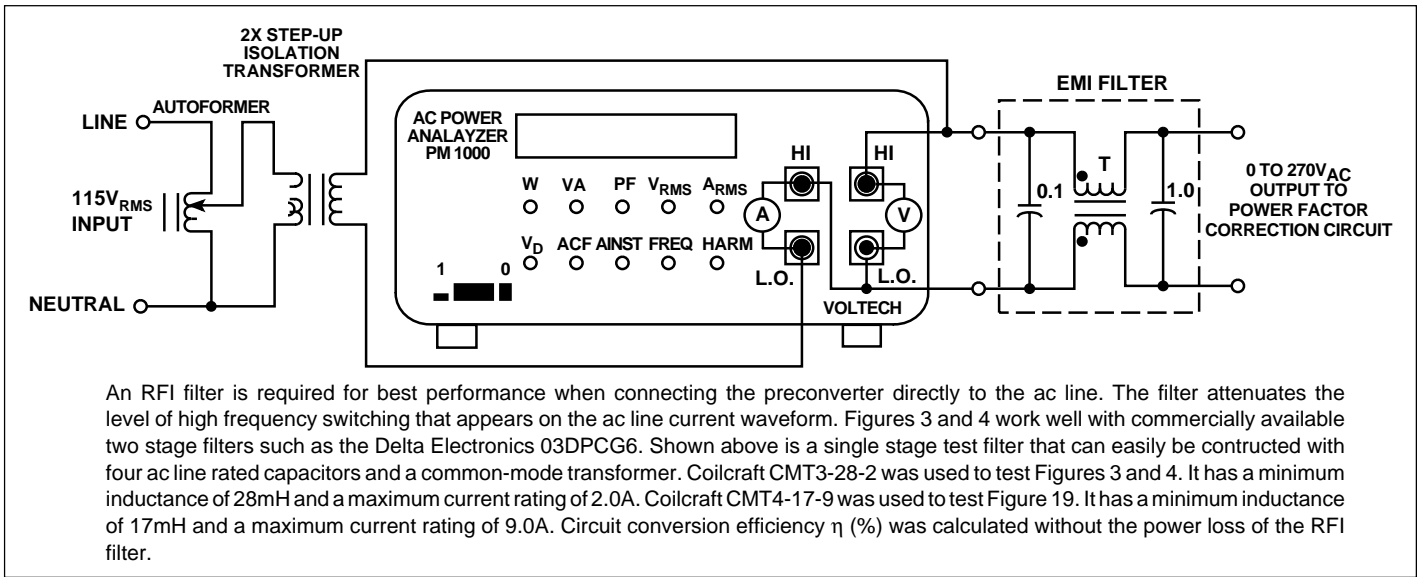 2X STEP-UP
ISOLATION
TRANSFORMER
EMI FILTER
AUTOFORMER
LINE
AC POWER
ANALAYZER
PM 1000
HI
HI
T
W
VA
PF
VRMS
ARMS
A
V
0.1
1.0
0 TO 270VAC
OUTPUT TO
POWER FACTOR
CORRECTION CIRCUIT
115VRMS
INPUT
VD
ACF
AINST
FREQ
HARM
1
0
L.O.
L.O.
NEUTRAL
VOLTECH
An RFI filter is required for best performance when connecting the preconverter directly to the ac line. The filter attenuates the
level of high frequency switching that appears on the ac line current waveform. Figures 3 and 4 work well with commercially available
two stage filters such as the Delta Electronics 03DPCG6. Shown above is a single stage test filter that can easily be contructed with
four ac line rated capacitors and a common-mode transformer. Coilcraft CMT3-28-2 was used to test Figures 3 and 4. It has a minimum
inductance of 28mH and a maximum current rating of 2.0A. Coilcraft CMT4-17-9 was used to test Figure 19. It has a minimum inductance
of 17mH and a maximum current rating of 9.0A. Circuit conversion efficiency η (%) was calculated without the power loss of the RFI
filter.